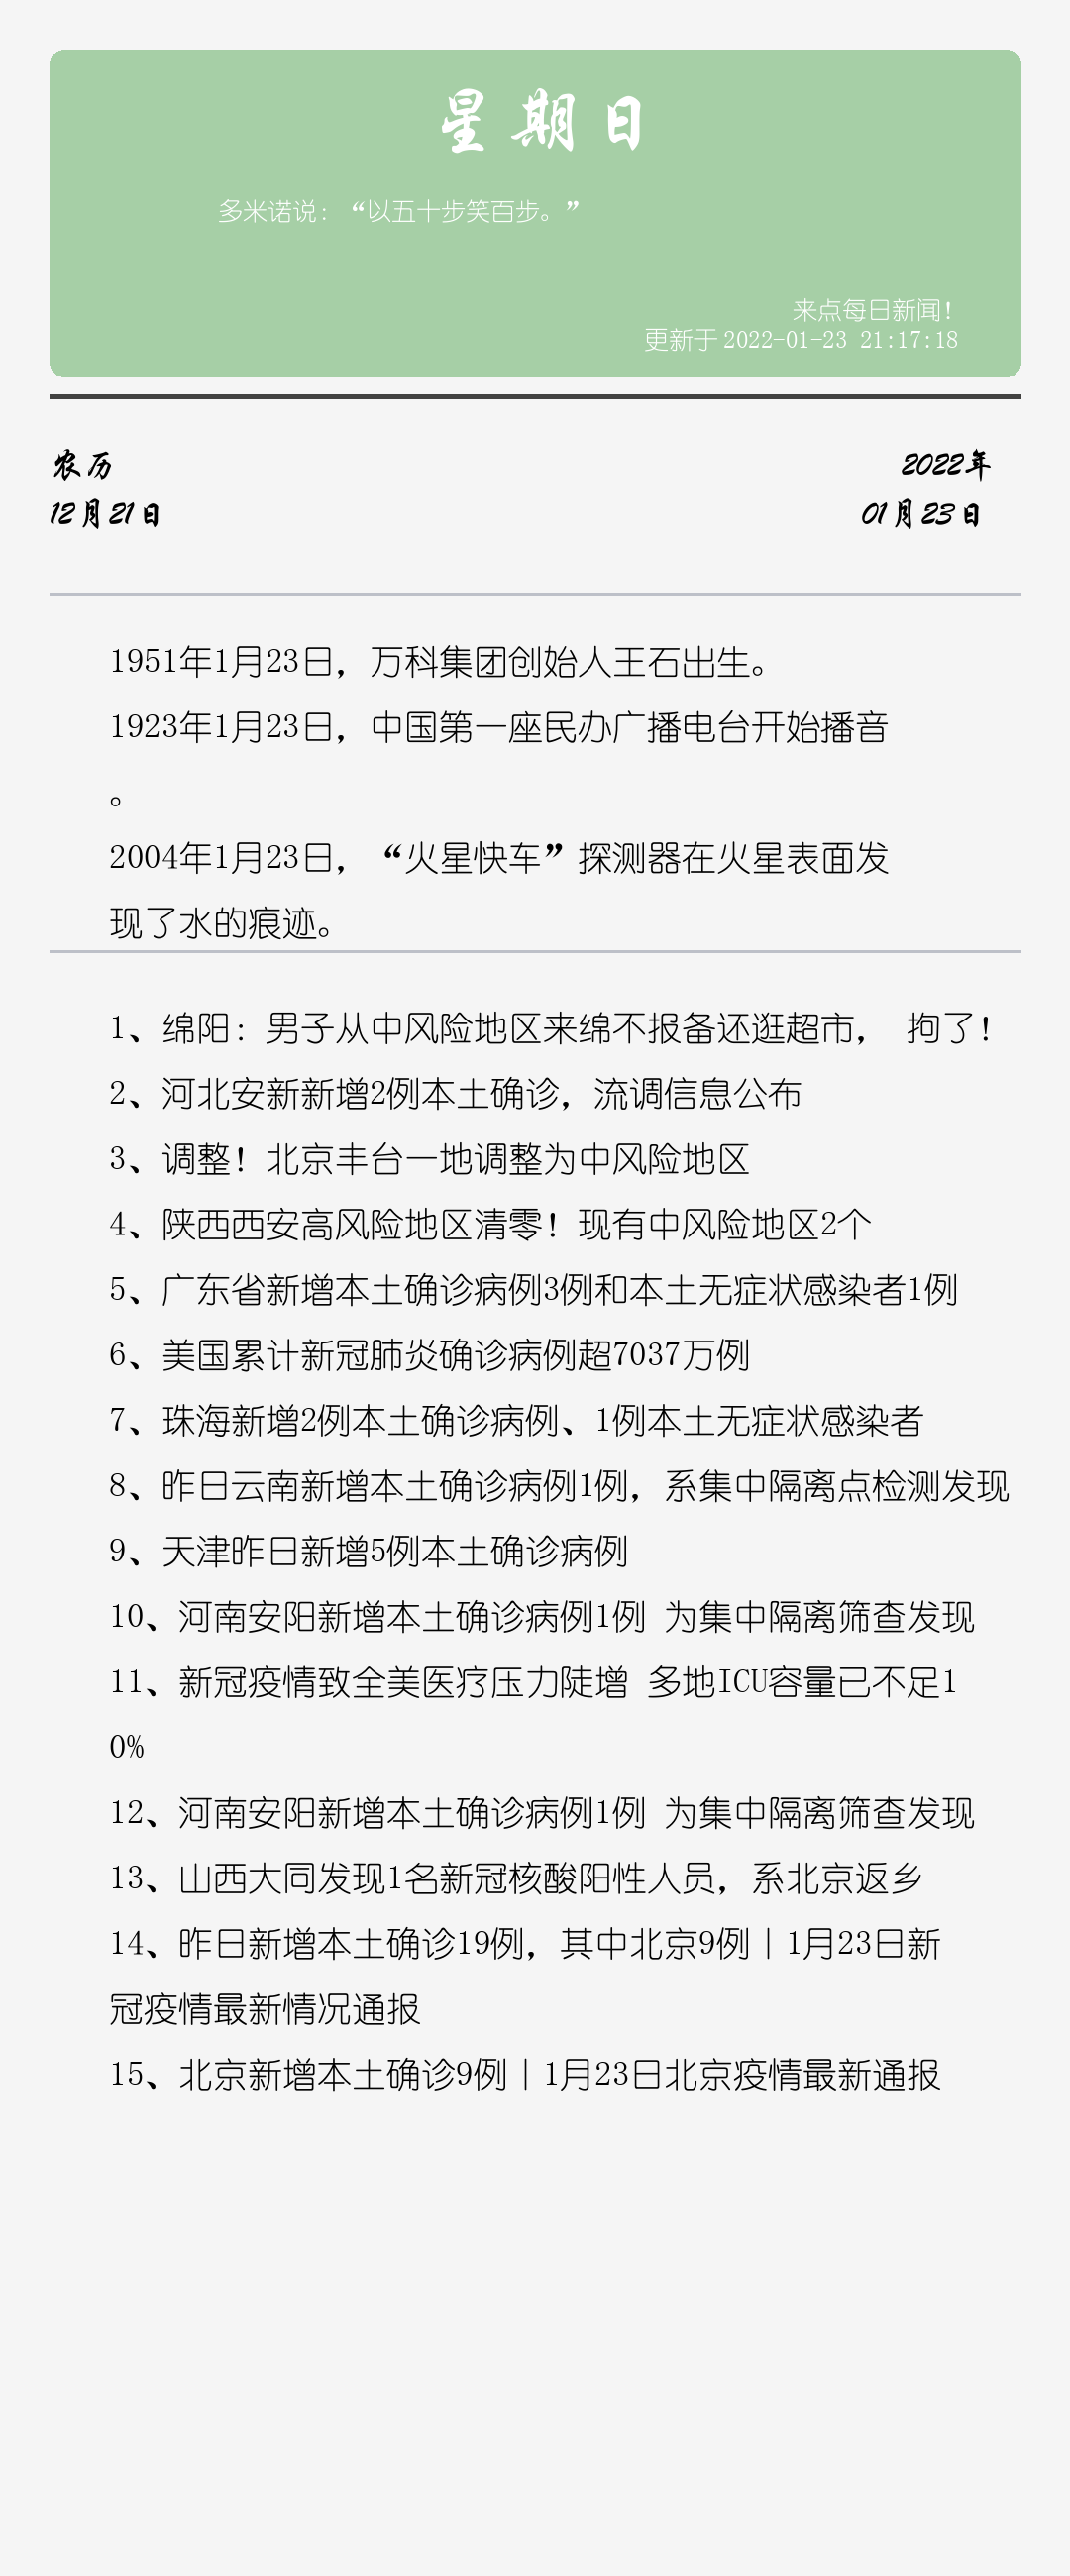 星期日
多米诺说：“以五十步笑百步。”
来点每日新闻！
更新于 2022-01-23 21:17:18
农历
12月21日
2022年
01月23日
1951年1月23日，万科集团创始人王石出生。
1923年1月23日，中国第一座民办广播电台开始播音
。
2004年1月23日，“火星快车”探测器在火星表面发
现了水的痕迹。
1、绵阳：男子从中风险地区来绵不报备还逛超市， 拘了！
2、河北安新新增2例本土确诊，流调信息公布
3、调整！北京丰台一地调整为中风险地区
4、陕西西安高风险地区清零！现有中风险地区2个
5、广东省新增本土确诊病例3例和本土无症状感染者1例
6、美国累计新冠肺炎确诊病例超7037万例
7、珠海新增2例本土确诊病例、1例本土无症状感染者
8、昨日云南新增本土确诊病例1例，系集中隔离点检测发现
9、天津昨日新增5例本土确诊病例
10、河南安阳新增本土确诊病例1例 为集中隔离筛查发现
11、新冠疫情致全美医疗压力陡增 多地ICU容量已不足1
0%
12、河南安阳新增本土确诊病例1例 为集中隔离筛查发现
13、山西大同发现1名新冠核酸阳性人员，系北京返乡
14、昨日新增本土确诊19例，其中北京9例丨1月23日新
冠疫情最新情况通报
15、北京新增本土确诊9例丨1月23日北京疫情最新通报